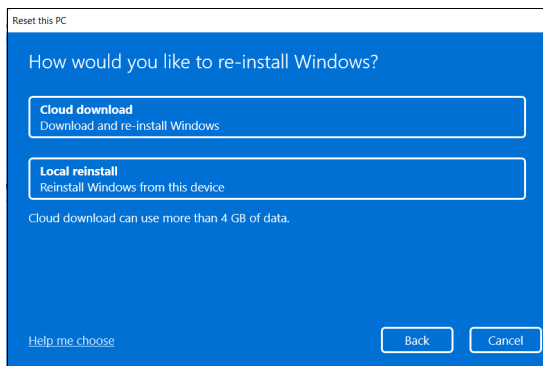 Reset this PC
How would you like to re-install Windows?
Cloud download
Download and re-install Windows
Local reinstall
Reinstall Windows from this device
Cloud download can use more than 4 GB of data.
Help me choose
Back
Cancel